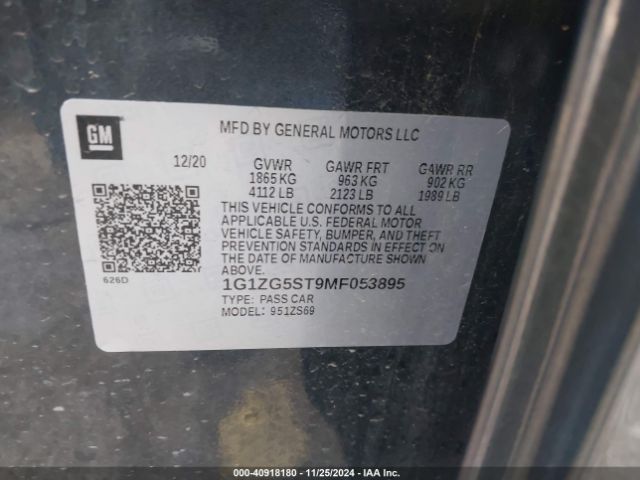 GM
MFD BY GENERAL MOTORS LLC
12/20 GVWR GAWR FRT GAWR RR
1865 KG 963 KG 902 KG
4112 LB 2123 LB 1989 LB
THIS VEHICLE CONFORMS TO ALL
APPLICABLE U.S. FEDERAL MOTOR
VEHICLE SAFETY, BUMPER, AND THEFT
PREVENTION STANDARDS IN EFFECT ON
THE DATE OF MANUFACTURE SHOWN
ABOVE.
626D
1G1ZG5ST9MF053895
TYPE: PASS CAR
MODEL: 951ZS69
000-40918180 - 11/25/2024 - IAA Inc.